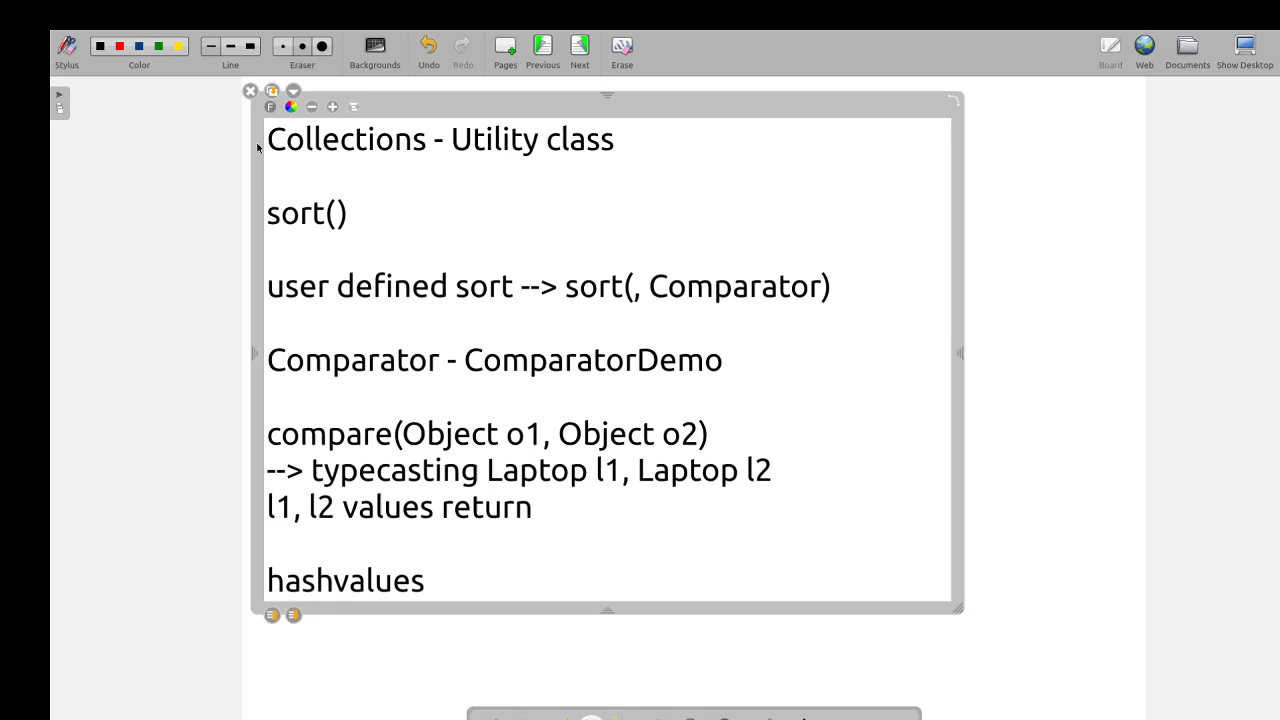 Stylus
Color
Line
Eraser
Backgrounds
Undo
Redo
Pages
Previous
Next
Erase
Board
Web
Documents
Show Desktop
F
Collections - Utility class
sort()
user defined sort --> sort(, Comparator)
Comparator - ComparatorDemo
compare(Object o1, Object o2)
--> typecasting Laptop l1, Laptop l2
l1, l2 values return
hashvalues